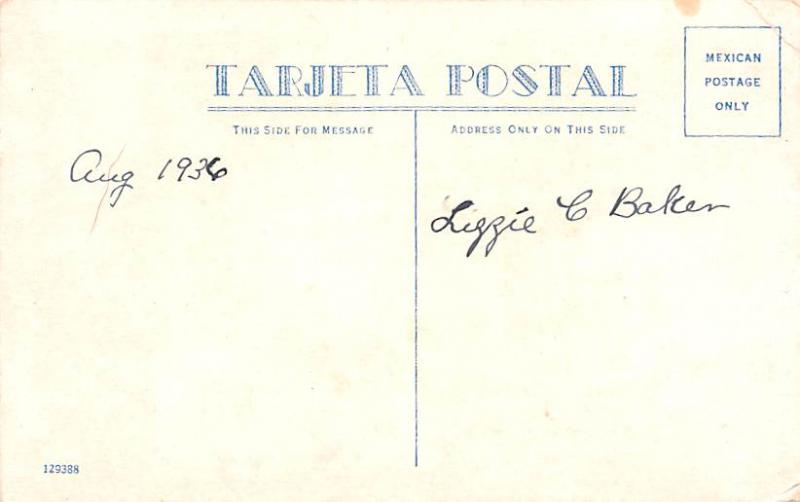 TARJETA POSTAL
MEXICAN
POSTAGE
ONLY
THIS SIDE FOR MESSAGE
ADDRESS ONLY ON THIS SIDE
Aug 1936
Lizzie C Baker
129388